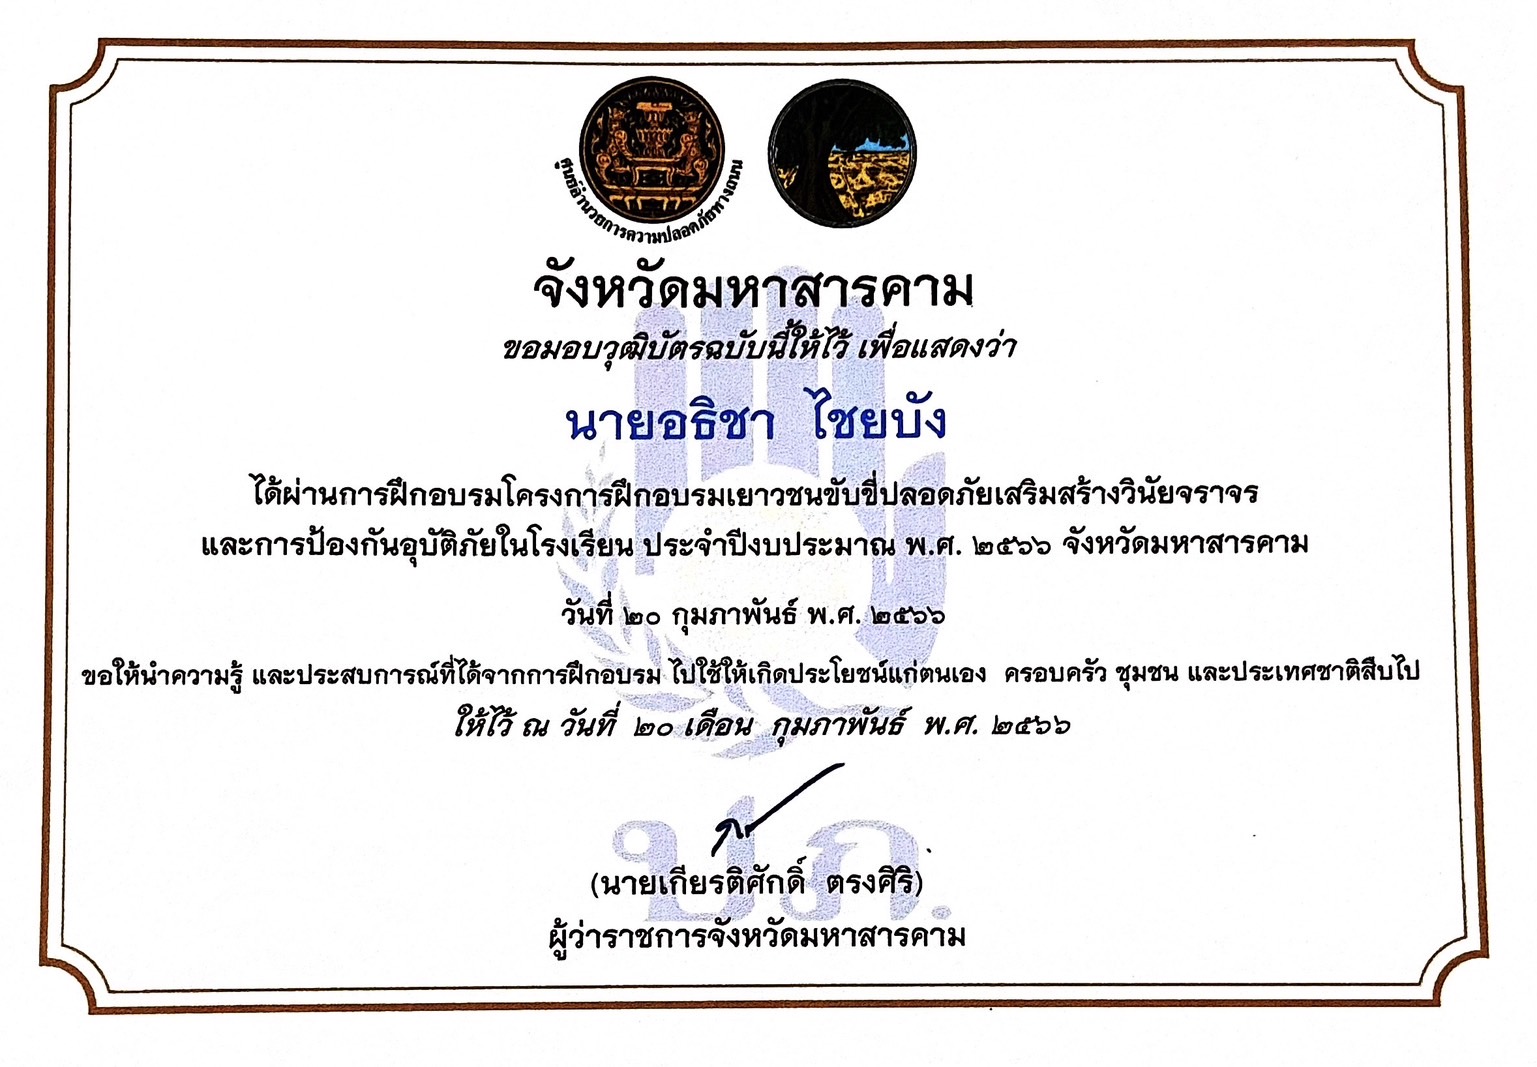 ศูนย์อำนวยการความปลอดภัยทางถนน
จังหวัดมหาสารคาม
ขอมอบวุฒิบัตรฉบับนี้ให้ไว้ เพื่อแสดงว่า
นายอธิชา ไชยบัง
ได้ผ่านการฝึกอบรมโครงการฝึกอบรมเยาวชนขับขี่ปลอดภัยเสริมสร้างวินัยจราจร
และการป้องกันอุบัติภัยในโรงเรียน ประจำปีงบประมาณ พ.ศ. ๒๕๖๖ จังหวัดมหาสารคาม
วันที่ ๒๐ กุมภาพันธ์ พ.ศ. ๒๕๖๖
ขอให้นำความรู้ และประสบการณ์ที่ได้จากการฝึกอบรม ไปใช้ให้เกิดประโยชน์แก่ตนเอง ครอบครัว ชุมชน และประเทศชาติสืบไป
ให้ไว้ ณ วันที่ ๒๐ เดือน กุมภาพันธ์ พ.ศ. ๒๕๖๖
ปภ.
(นายเกียรติศักดิ์ ตรงศิริ)
ผู้ว่าราชการจังหวัดมหาสารคาม